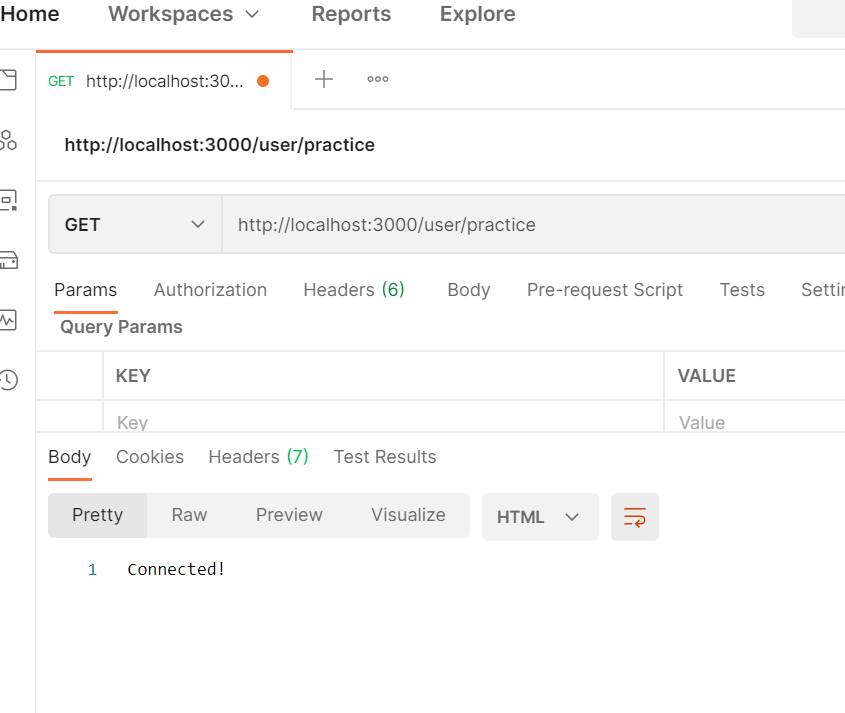 Home Workspaces Reports Explore
GET http://localhost:30...
http://localhost:3000/user/practice
GET http://localhost:3000/user/practice
Params Authorization Headers (6) Body Pre-request Script Tests Settin
Query Params
KEY VALUE
Key Value
Body Cookies Headers (7) Test Results
Pretty Raw Preview Visualize HTML
1 Connected!